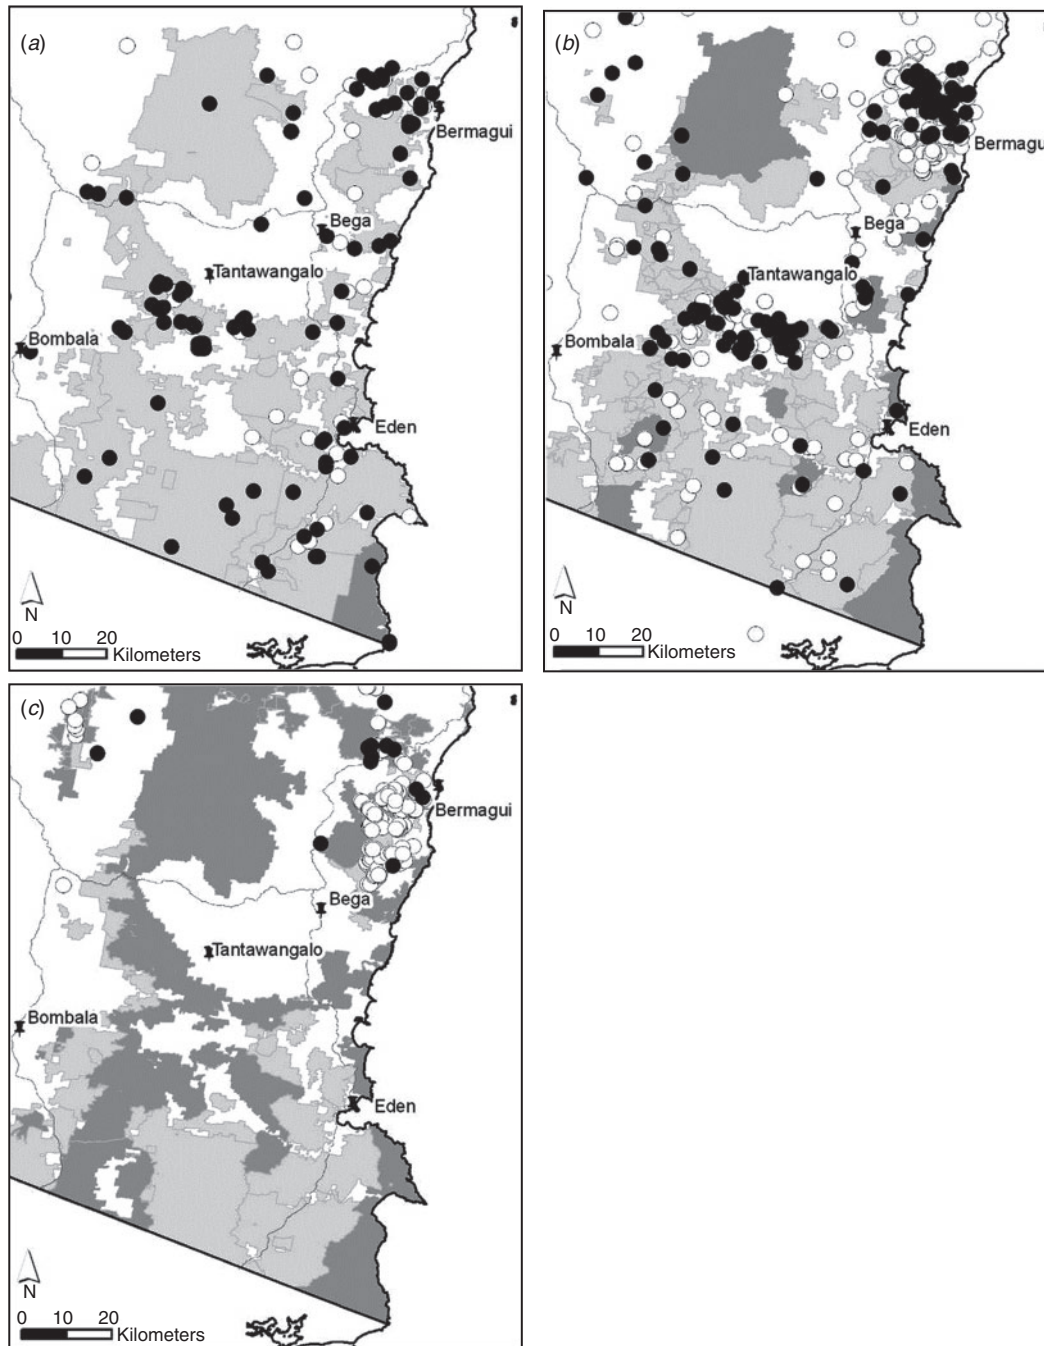 (a)
Bermagui
Bega
Tantawangalo
Bombala
Eden
N
0 10 20
Kilometers
(b)
Bermagu
Bega
Tantawangalo
Bombala
Eden
N
0 10 20
Kilometers
(c)
Bermagui
Bega
Tantawangalo
Bombala
Eden
N
0 10 20
Kilometers